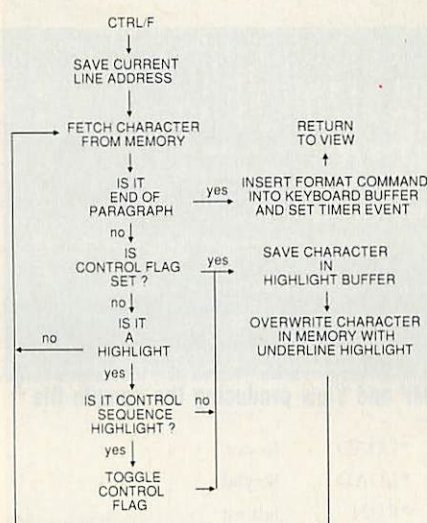 CTRL/F
SAVE CURRENT
LINE ADDRESS
FETCH CHARACTER
FROM MEMORY
RETURN
TO VIEW
IS IT
END OF
PARAGRAPH
yes
INSERT FORMAT COMMAND
INTO KEYBOARD BUFFER
AND SET TIMER EVENT
no
IS
CONTROL FLAG
SET ?
yes
SAVE CHARACTER
IN
HIGHLIGHT BUFFER
no
IS IT
A
HIGHLIGHT
no
OVERWRITE CHARACTER
IN MEMORY WITH
UNDERLINE HIGHLIGHT
yes
IS IT CONTROL
SEQUENCE
HIGHLIGHT ?
no
yes
TOGGLE
CONTROL
FLAG